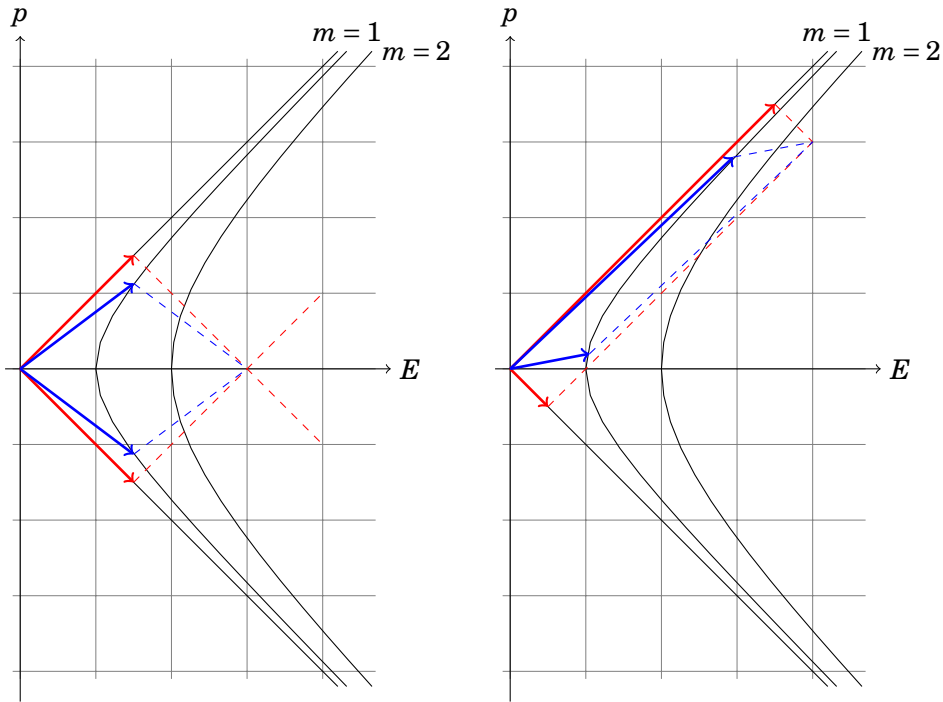 p
m = 1
m = 2
E
p
m = 1
m = 2
E